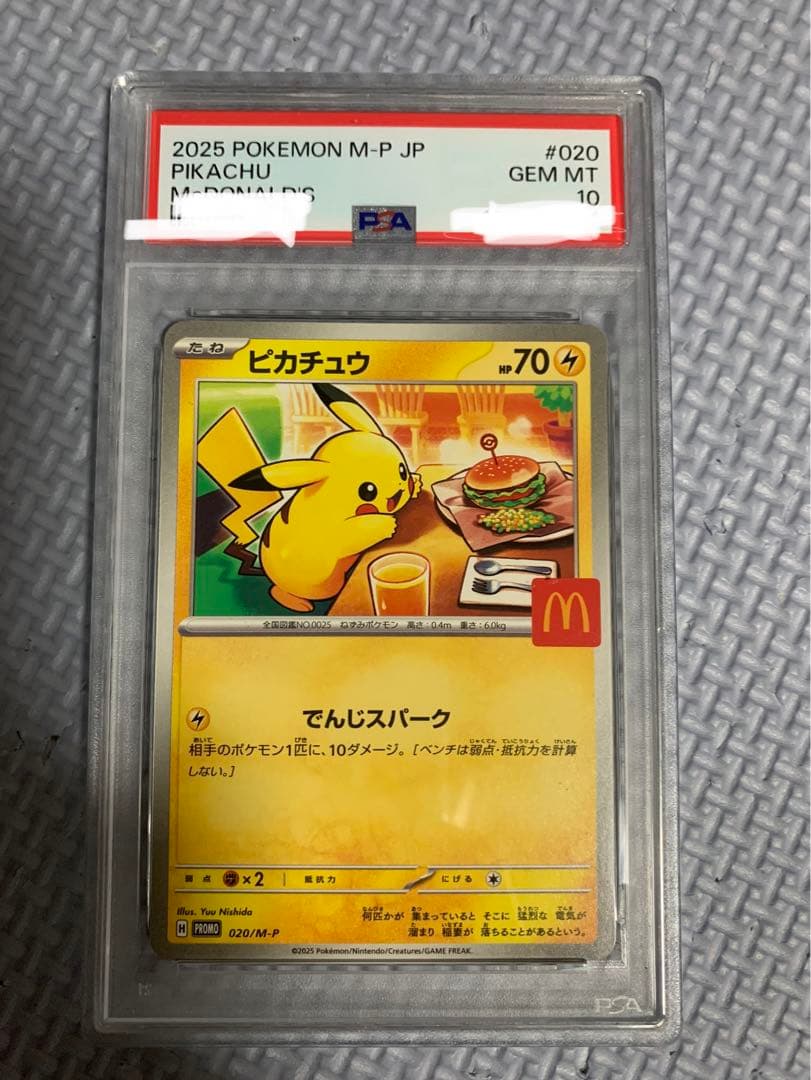 2025 POKEMON M-P JP #020
PIKACHU GEM MT
McDONALD'S 10
PSA
たね ピカチュウ HP 70
全国図鑑NO.0025 ねずみポケモン 高さ:0.4m 重さ:6.0kg
M
でんじスパーク
相手のポケモン1匹に、10ダメージ。[ベンチは弱点・抵抗力を計算
しない。]
弱点 ×2 抵抗力 にげる
Illus. Yuu Nishida
何匹かが 集まっていると そこに 猛烈な 電気が
溜まり 稲妻が 落ちることがあるという。
H PROMO 020/M-P
©2025 Pokémon/Nintendo/Creatures/GAME FREAK.
PSA